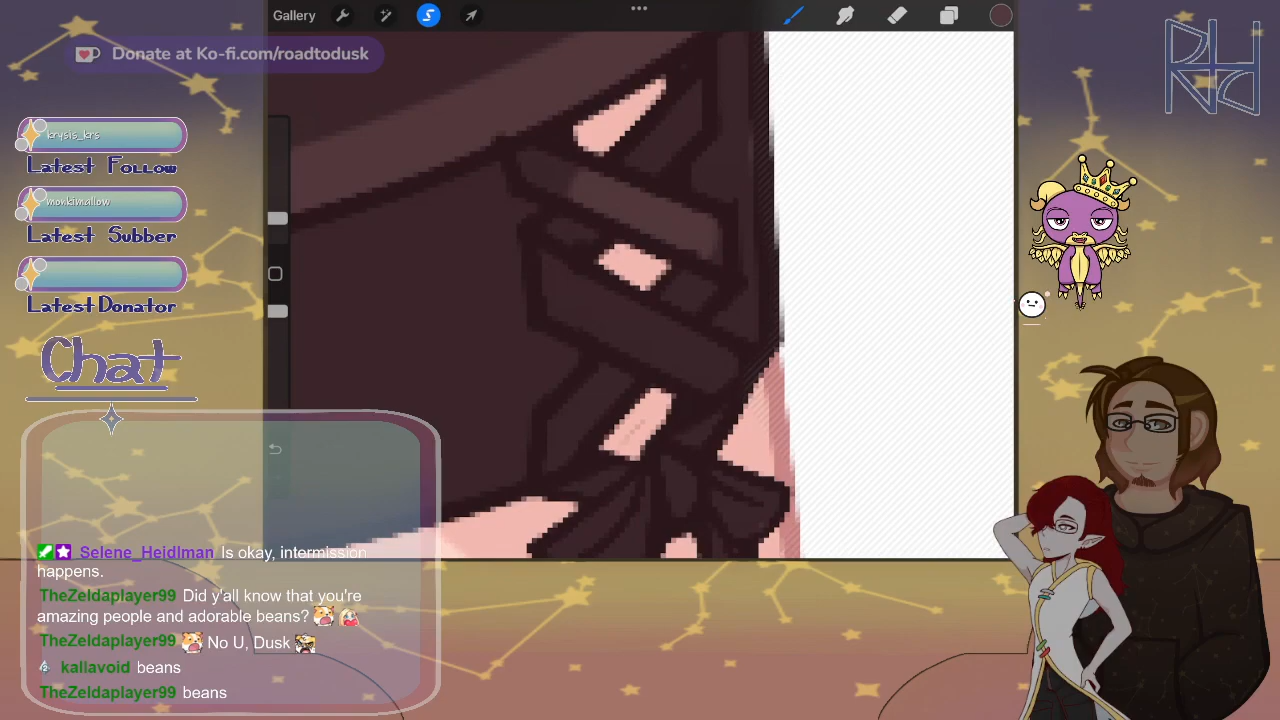 Gallery
Donate at Ko-fi.com/roadtodusk
krysis_krs
Latest Follow
monkimallow
Latest Subber
Latest Donator
Chat
Selene_Heidlman Is okay, intermission
happens.
TheZeldaplayer99 Did y'all know that you're
amazing people and adorable beans?
TheZeldaplayer99 No U, Dusk
kallavoid beans
TheZeldaplayer99 beans